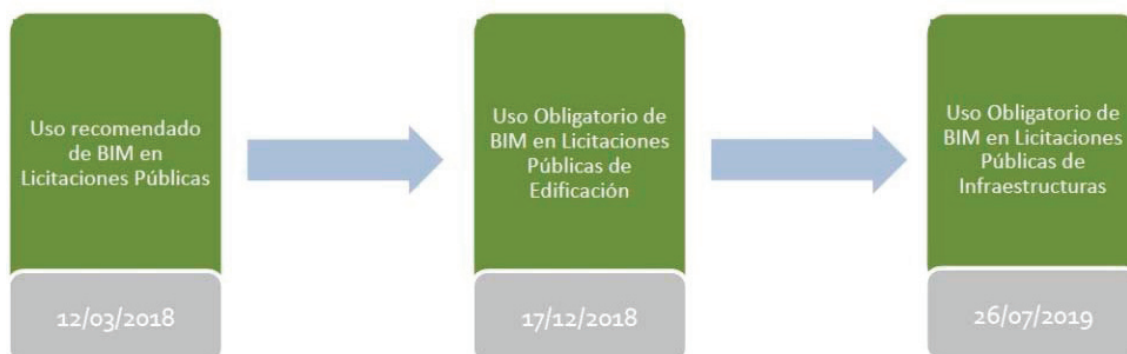 Uso recomendado
de BIM en
Licitaciones Públicas
12/03/2018
Uso Obligatorio de
BIM en Licitaciones
Públicas de
Edificación
17/12/2018
Uso Obligatorio de
BIM en Licitaciones
Públicas de
Infraestructuras
26/07/2019